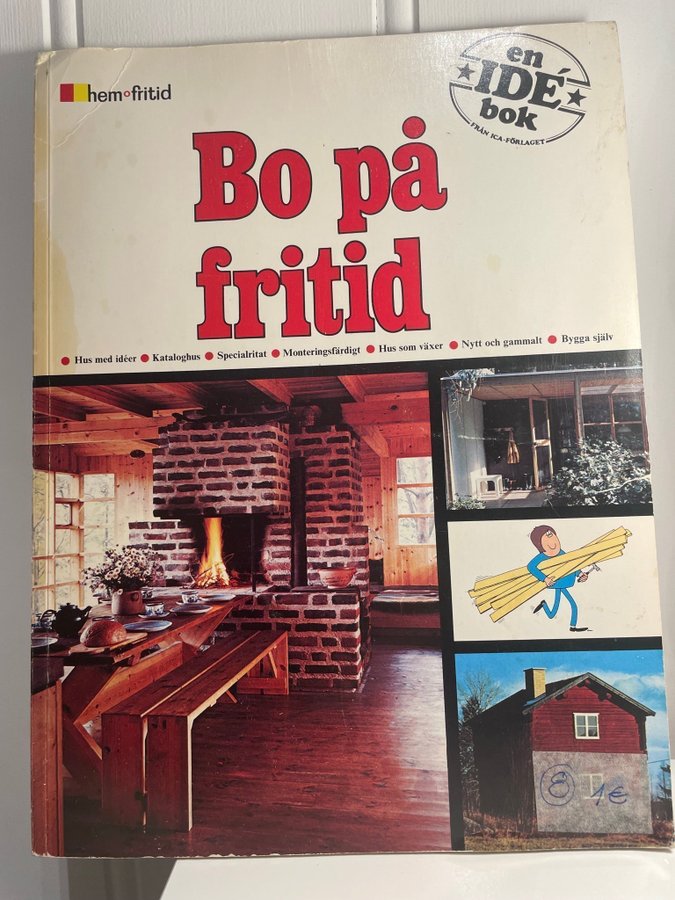 hem o fritid
en
IDÉ
bok
FRÅN ICA-FÖRLAGET
Bo på
fritid
● Hus med idéer ● Kataloghus ● Specialritat ● Monteringsfärdigt ● Hus som växer ● Nytt och gammalt ● Bygga själv
8 1€